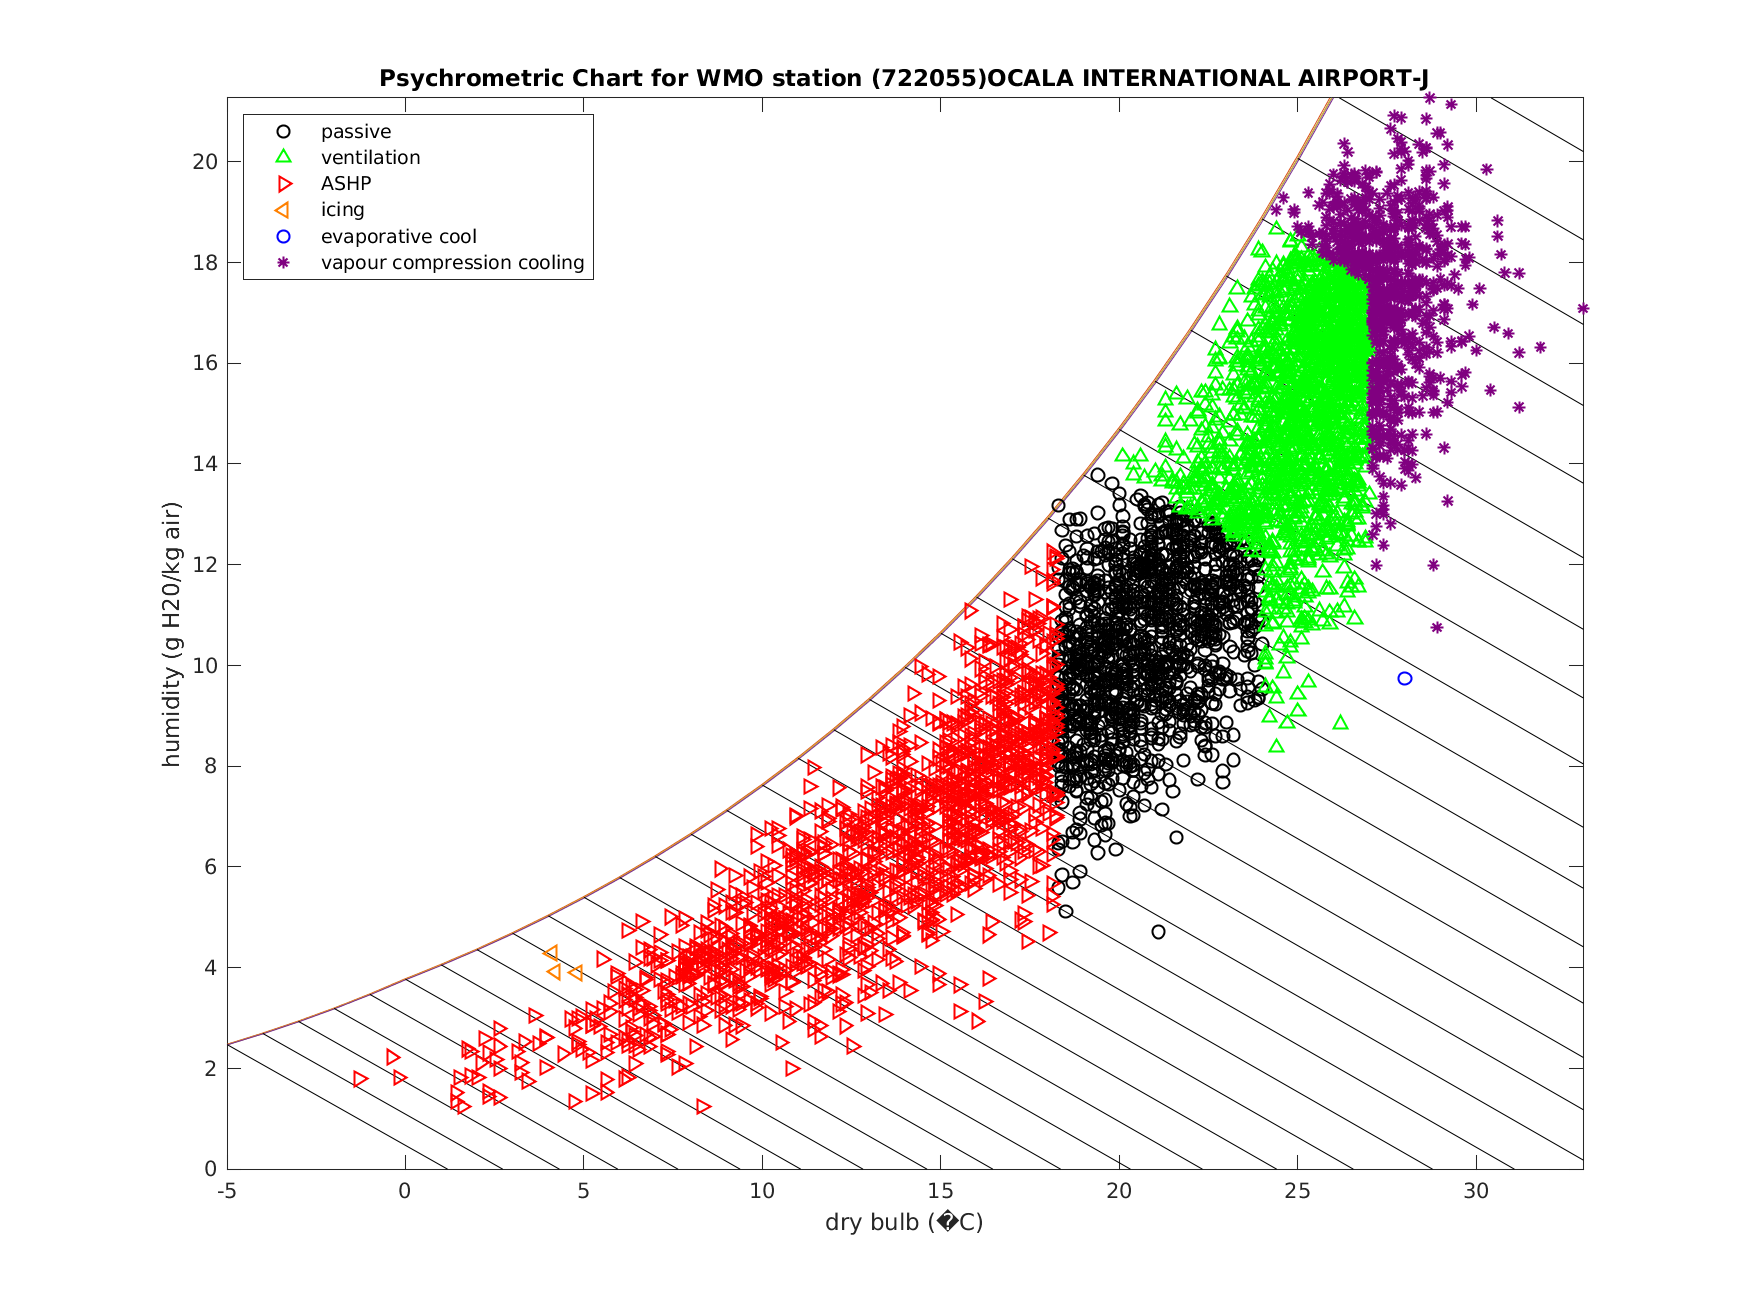 Psychrometric Chart for WMO station (722055)OCALA INTERNATIONAL AIRPORT-J
passive
ventilation
ASHP
icing
evaporative cool
vapour compression cooling
humidity (g H20/kg air)
20
18
16
14
12
10
8
6
4
2
0
-5 0 5 10 15 20 25 30
dry bulb (�C)